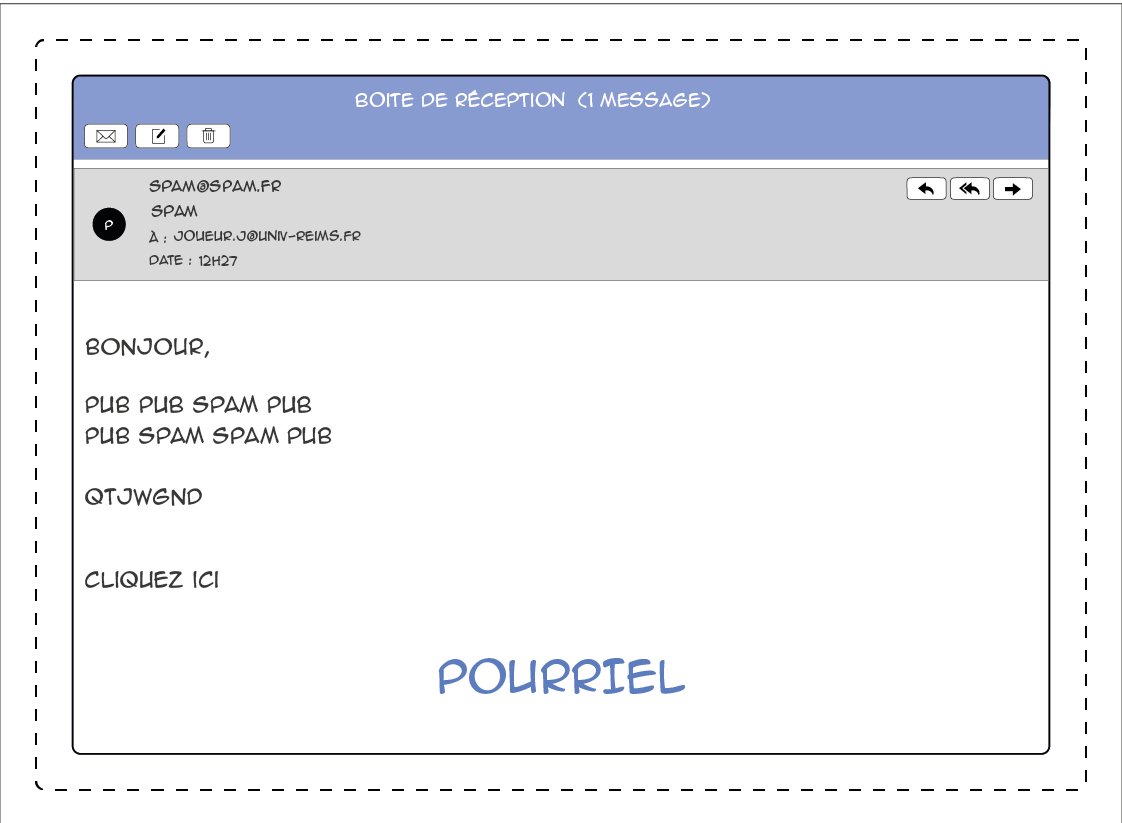 BOITE DE RÉCEPTION (1 MESSAGE)
SPAM@SPAM.FR
SPAM
P
À : JOUEUR.J@UNIV-REIMS.FR
DATE : 12H27
BONJOUR,
PUB PUB SPAM PUB
PUB SPAM SPAM PUB
QTJWGND
CLIQUEZ ICI
POURRIEL